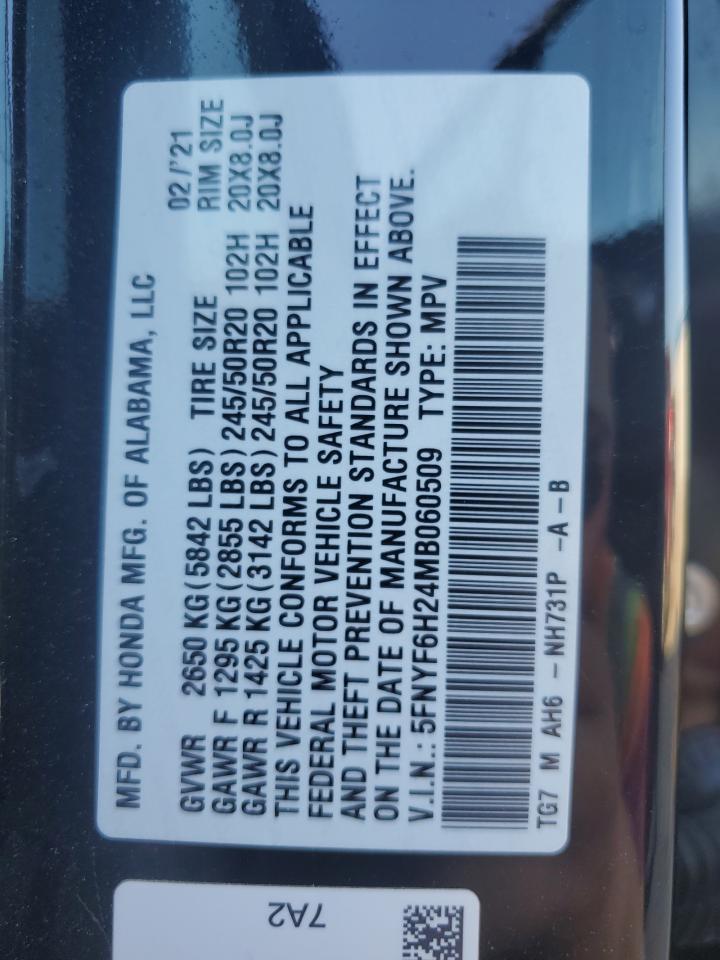 MFD. BY HONDA MFG. OF ALABAMA, LLC
02/'21
GVWR 2650 KG(5842 LBS) TIRE SIZE RIM SIZE
GAWR F 1295 KG(2855 LBS)245/50R20 102H 20X8.0J
GAWR R 1425 KG(3142 LBS)245/50R20 102H 20X8.0J
THIS VEHICLE CONFORMS TO ALL APPLICABLE
FEDERAL MOTOR VEHICLE SAFETY
AND THEFT PREVENTION STANDARDS IN EFFECT
ON THE DATE OF MANUFACTURE SHOWN ABOVE.
V.I.N.: 5FNYF6H24MB060509 TYPE: MPV
TG7 M AH6 - NH731P -A-B
7A2